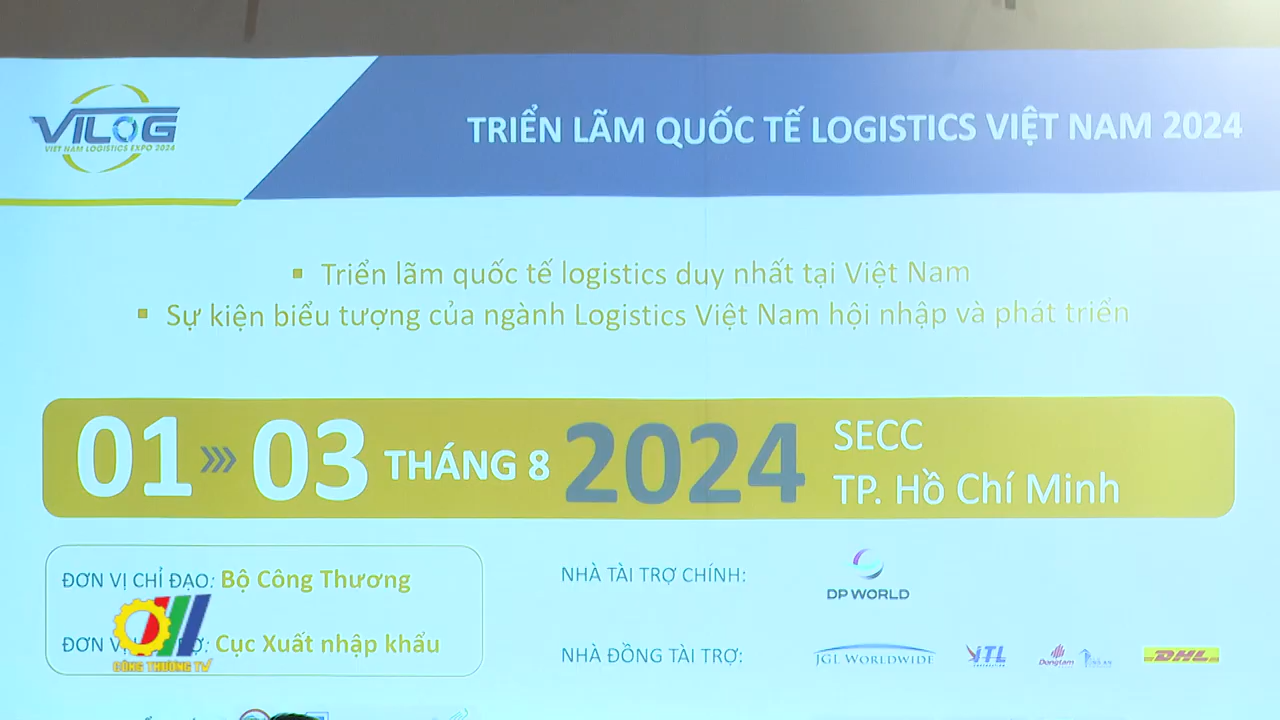 VILOG
VIET NAM LOGISTICS EXPO 2024
TRIỂN LÃM QUỐC TẾ LOGISTICS VIỆT NAM 2024
▪ Triển lãm quốc tế logistics duy nhất tại Việt Nam
▪ Sự kiện biểu tượng của ngành Logistics Việt Nam hội nhập và phát triển
01 03 THÁNG 8 2024 SECC
TP. Hồ Chí Minh
ĐƠN VỊ CHỈ ĐẠO: Bộ Công Thương
NHÀ TÀI TRỢ CHÍNH:
DP WORLD
ĐƠN Cục Xuất nhập khẩu
CÔNG THƯƠNG TV
NHÀ ĐỒNG TÀI TRỢ:
JGL WORLDWIDE
ITL
CORPORATION
Dongtam
DHL